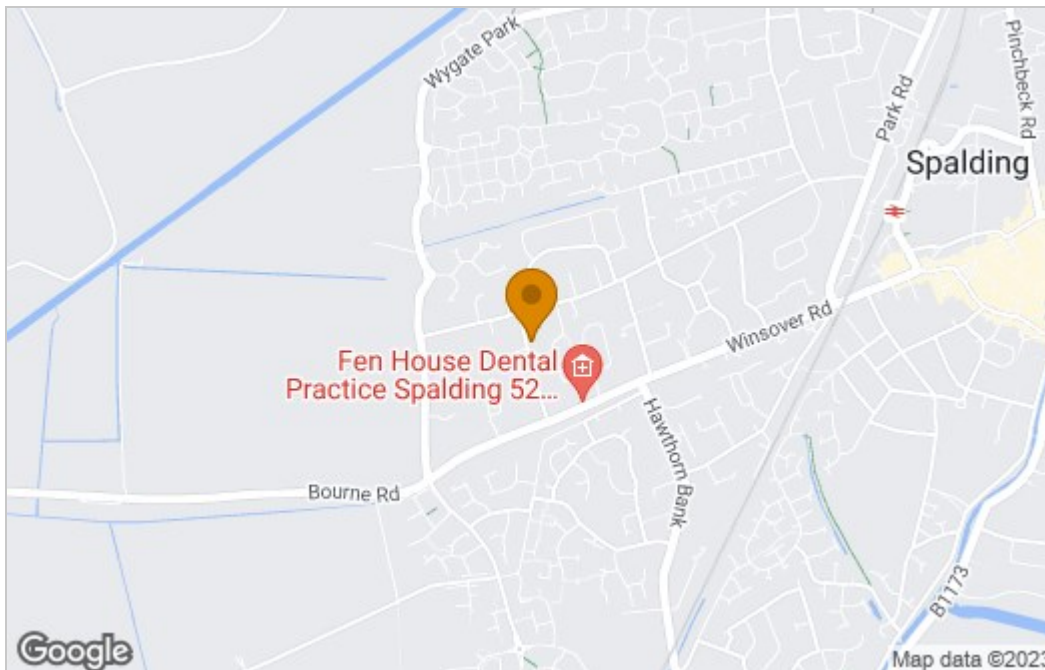 Wygate Park
Park Rd
Pinchbeck Rd
Spalding
Winsover Rd
Fen House Dental
Practice Spalding 52...
Hawthorn Bank
Bourne Rd
B1173
Google
Map data ©2023